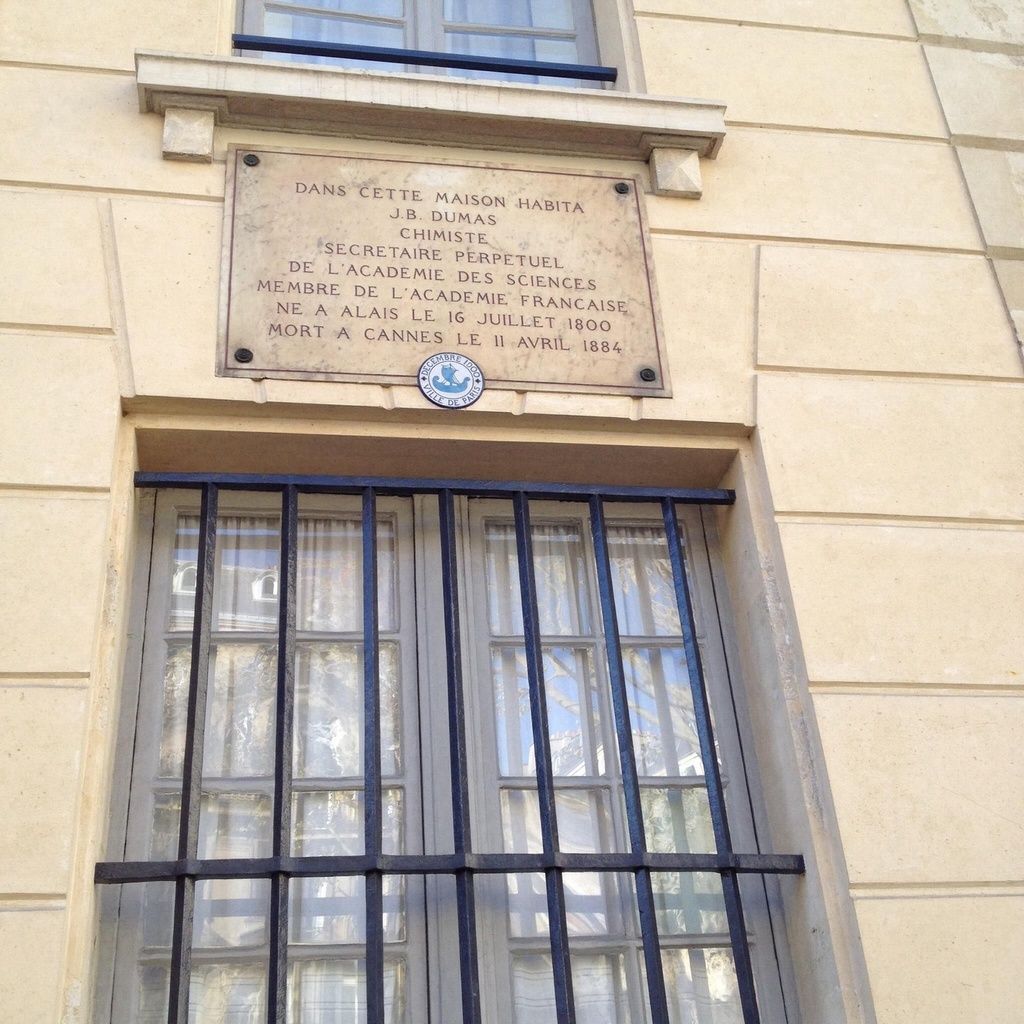 DANS CETTE MAISON HABITA
J.B. DUMAS
CHIMISTE
SECRETAIRE PERPETUEL
DE L'ACADEMIE DES SCIENCES
MEMBRE DE L'ACADEMIE FRANCAISE
NE A ALAIS LE 16 JUILLET 1800
MORT A CANNES LE 11 AVRIL 1884
DECEMBRE 1900
VILLE DE PARIS